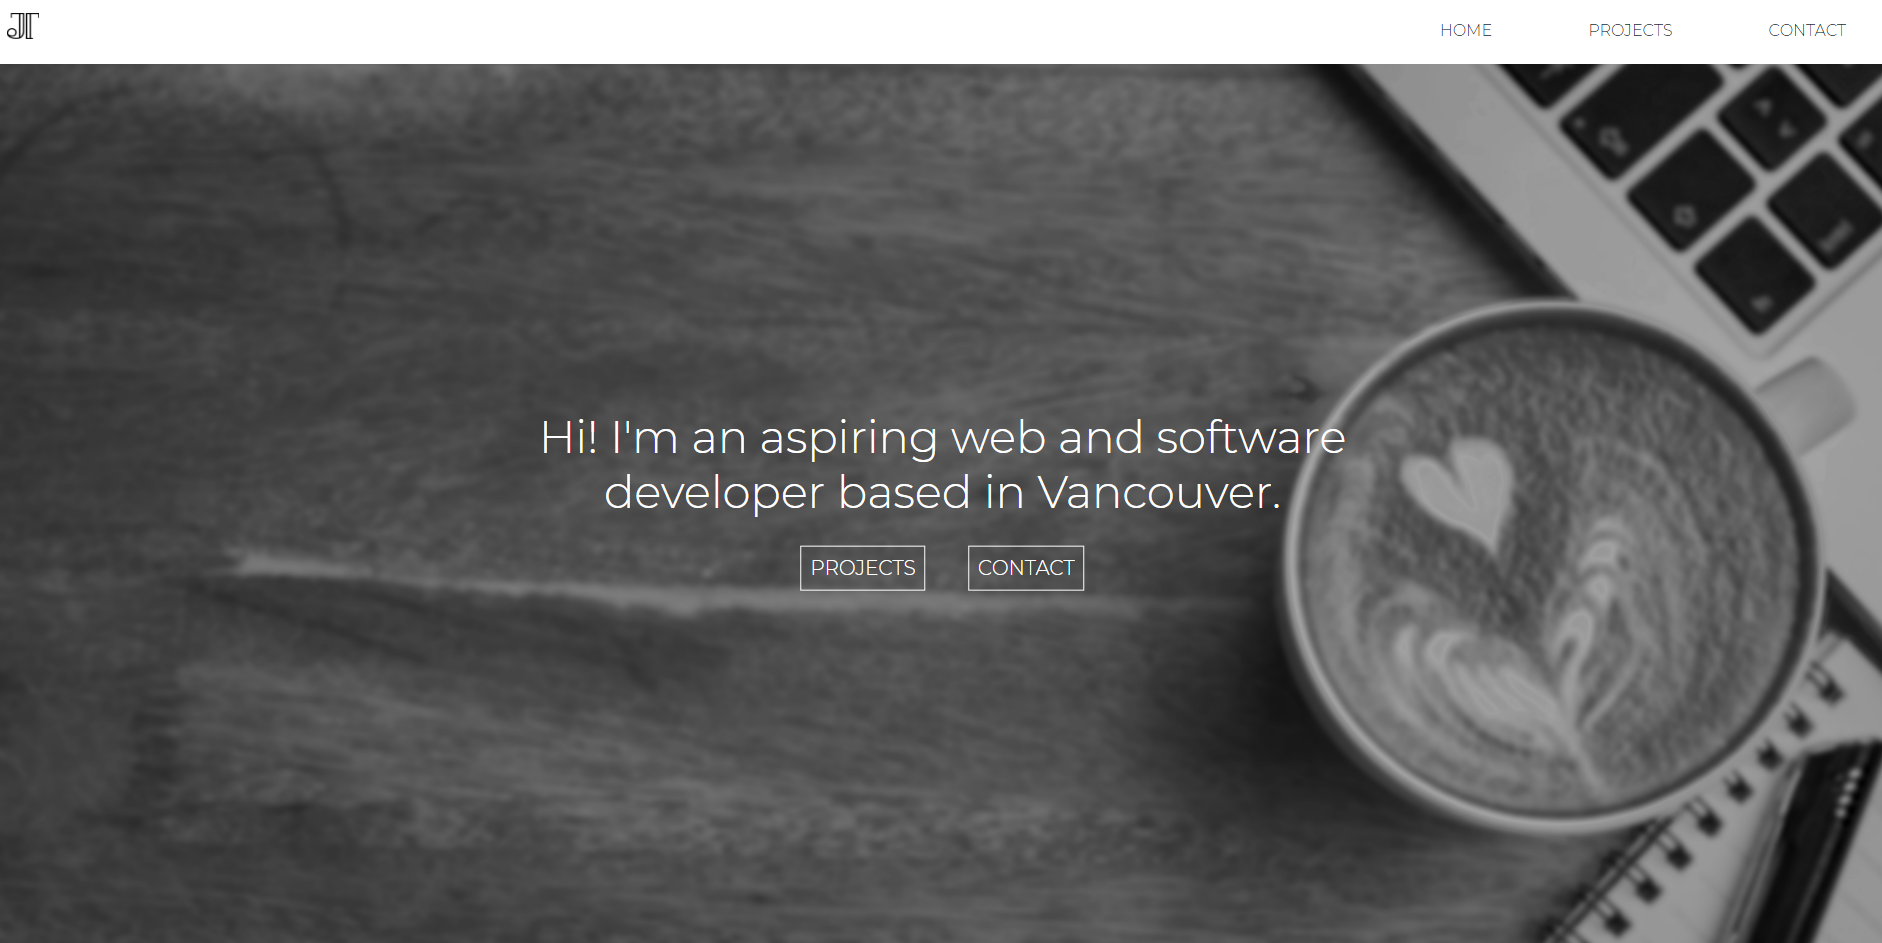 JT
HOME PROJECTS CONTACT
Hi! I'm an aspiring web and software
developer based in Vancouver.
PROJECTS CONTACT